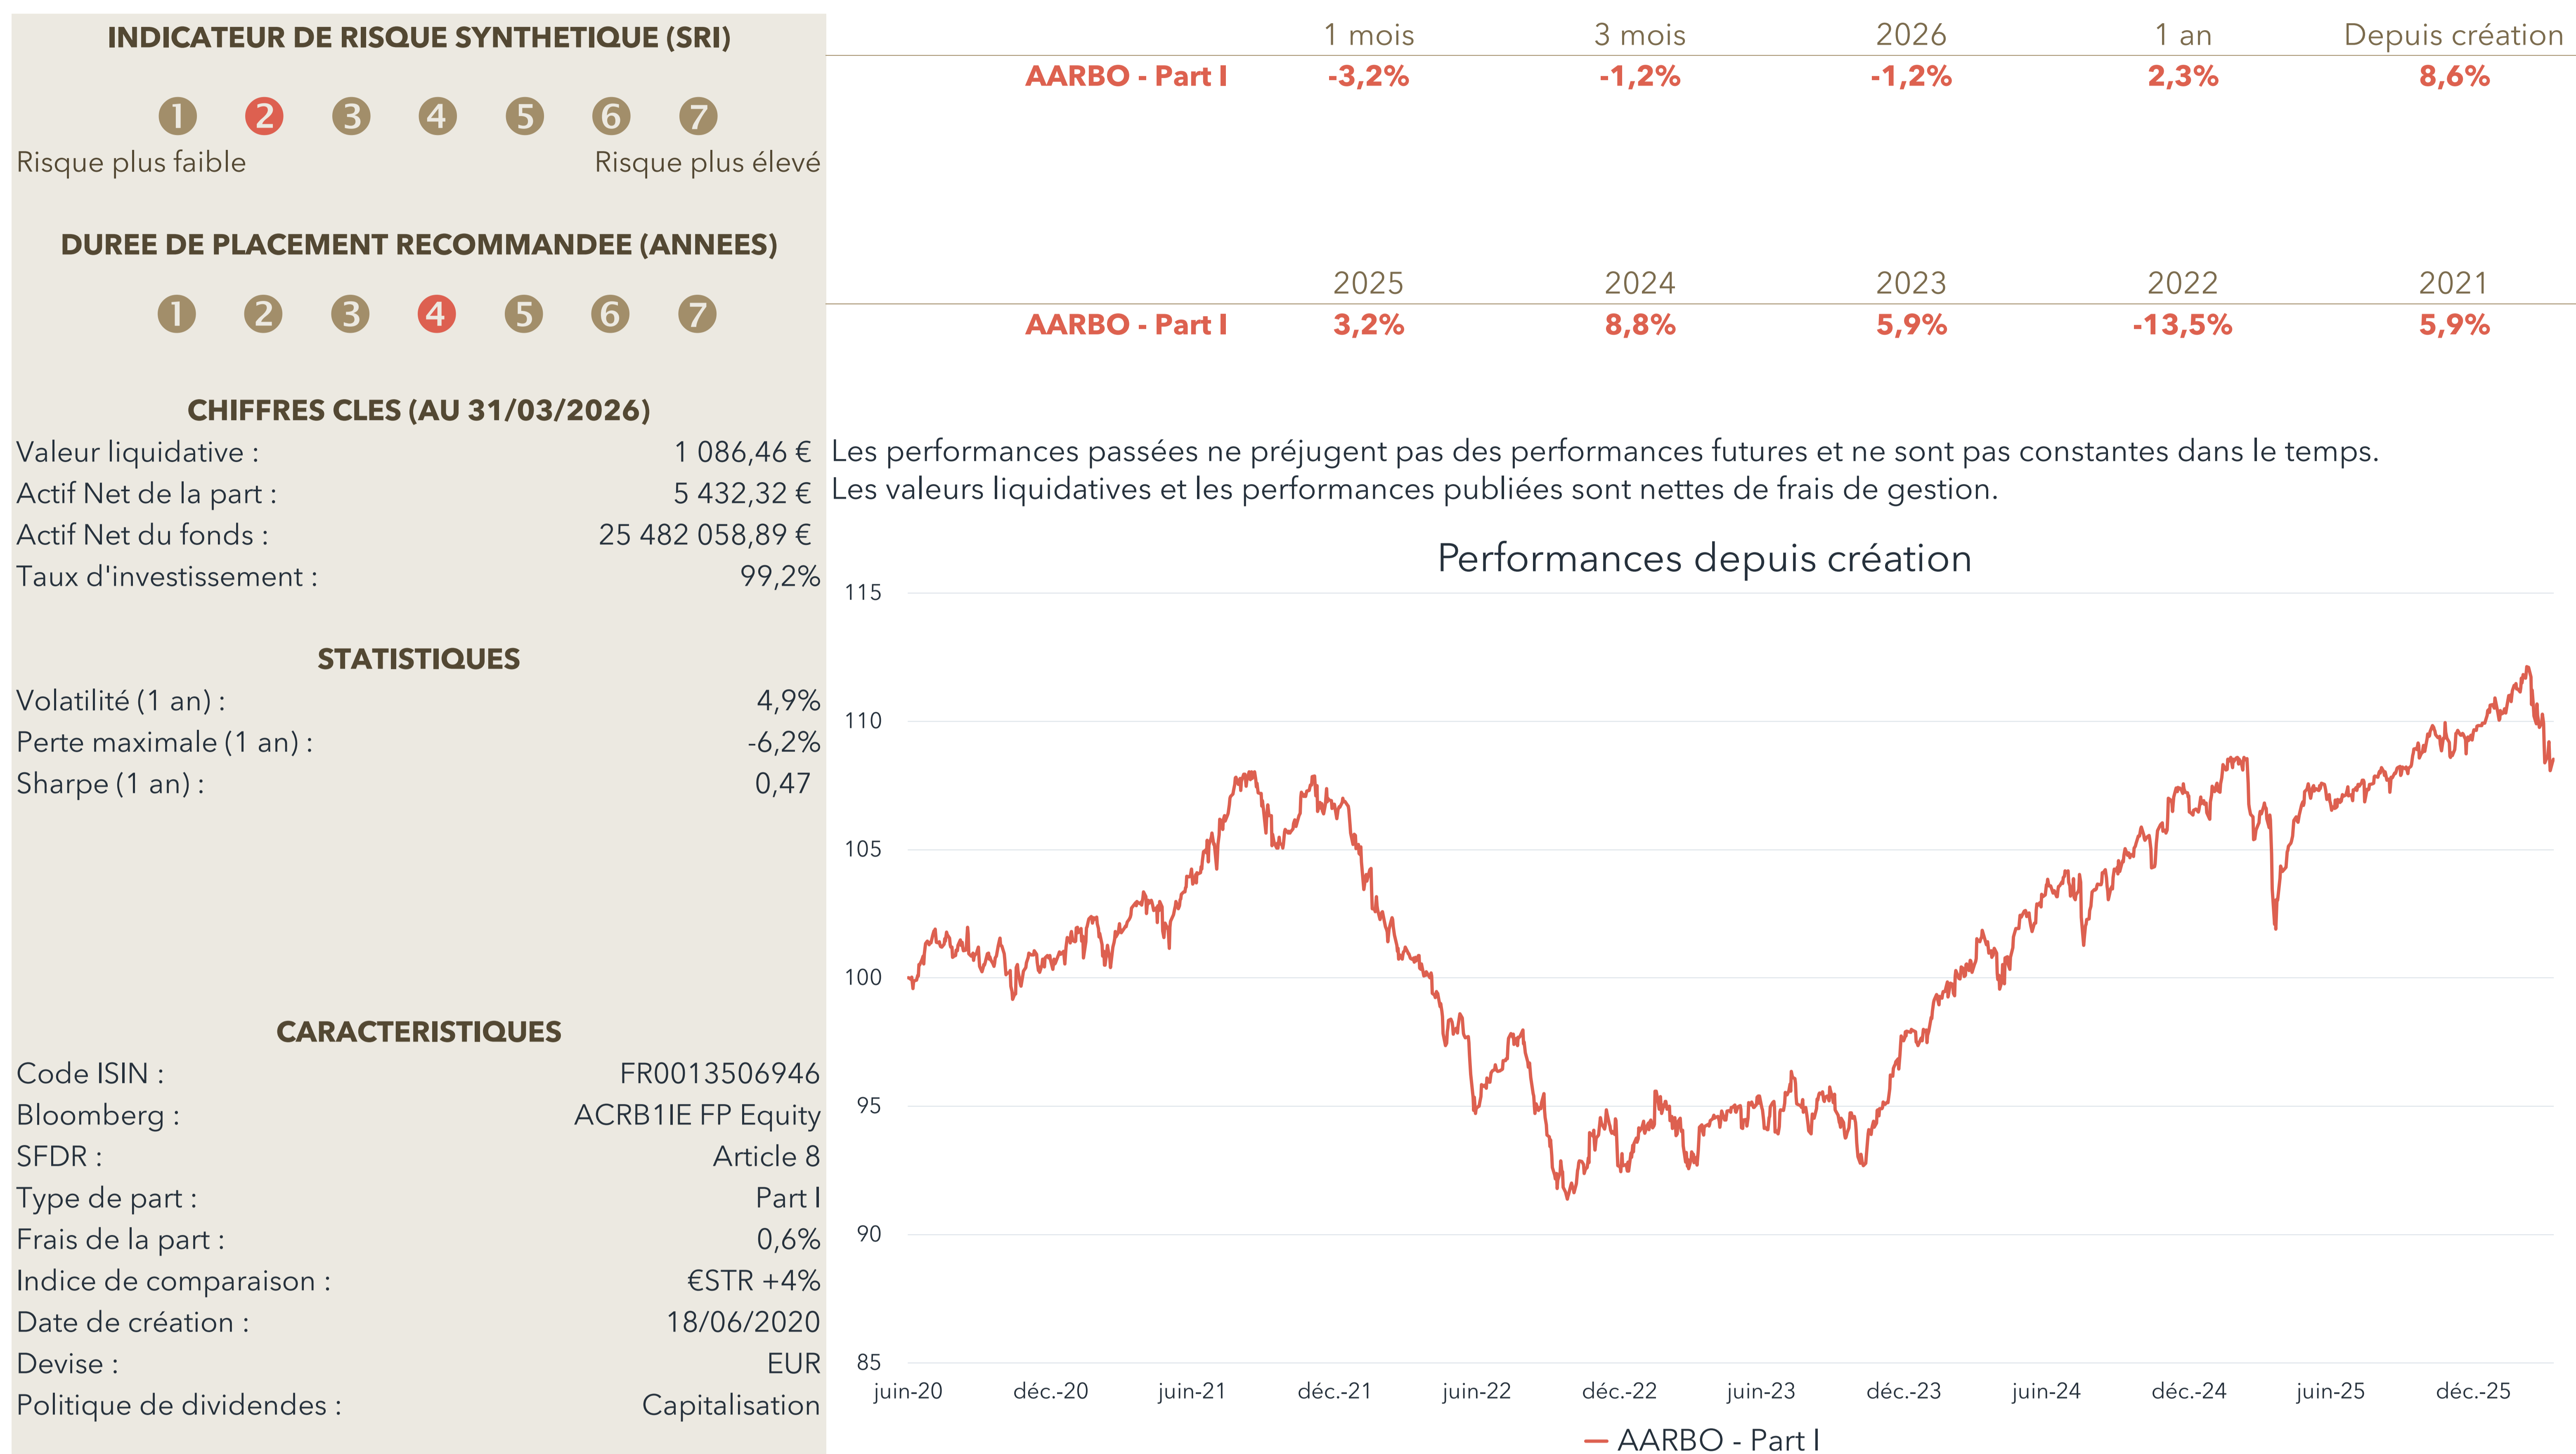 INDICATEUR DE RISQUE SYNTHETIQUE (SRI)
1 2 3 4 5 6 7
Risque plus faible Risque plus élevé
DUREE DE PLACEMENT RECOMMANDEE (ANNEES)
1 2 3 4 5 6 7
CHIFFRES CLES (AU 31/03/2026)
Valeur liquidative : 1 086,46 €
Actif Net de la part : 5 432,32 €
Actif Net du fonds : 25 482 058,89 €
Taux d'investissement : 99,2%
STATISTIQUES
Volatilité (1 an) : 4,9%
Perte maximale (1 an) : -6,2%
Sharpe (1 an) : 0,47
CARACTERISTIQUES
Code ISIN : FR0013506946
Bloomberg : ACRB1IE FP Equity
SFDR : Article 8
Type de part : Part I
Frais de la part : 0,6%
Indice de comparaison : €STR +4%
Date de création : 18/06/2020
Devise : EUR
Politique de dividendes : Capitalisation
1 mois 3 mois 2026 1 an Depuis création
AARBO - Part I -3,2% -1,2% -1,2% 2,3% 8,6%
2025 2024 2023 2022 2021
AARBO - Part I 3,2% 8,8% 5,9% -13,5% 5,9%
Les performances passées ne préjugent pas des performances futures et ne sont pas constantes dans le temps.
Les valeurs liquidatives et les performances publiées sont nettes de frais de gestion.
Performances depuis création
115
110
105
100
95
90
85
juin-20 déc.-20 juin-21 déc.-21 juin-22 déc.-22 juin-23 déc.-23 juin-24 déc.-24 juin-25 déc.-25
AARBO - Part I